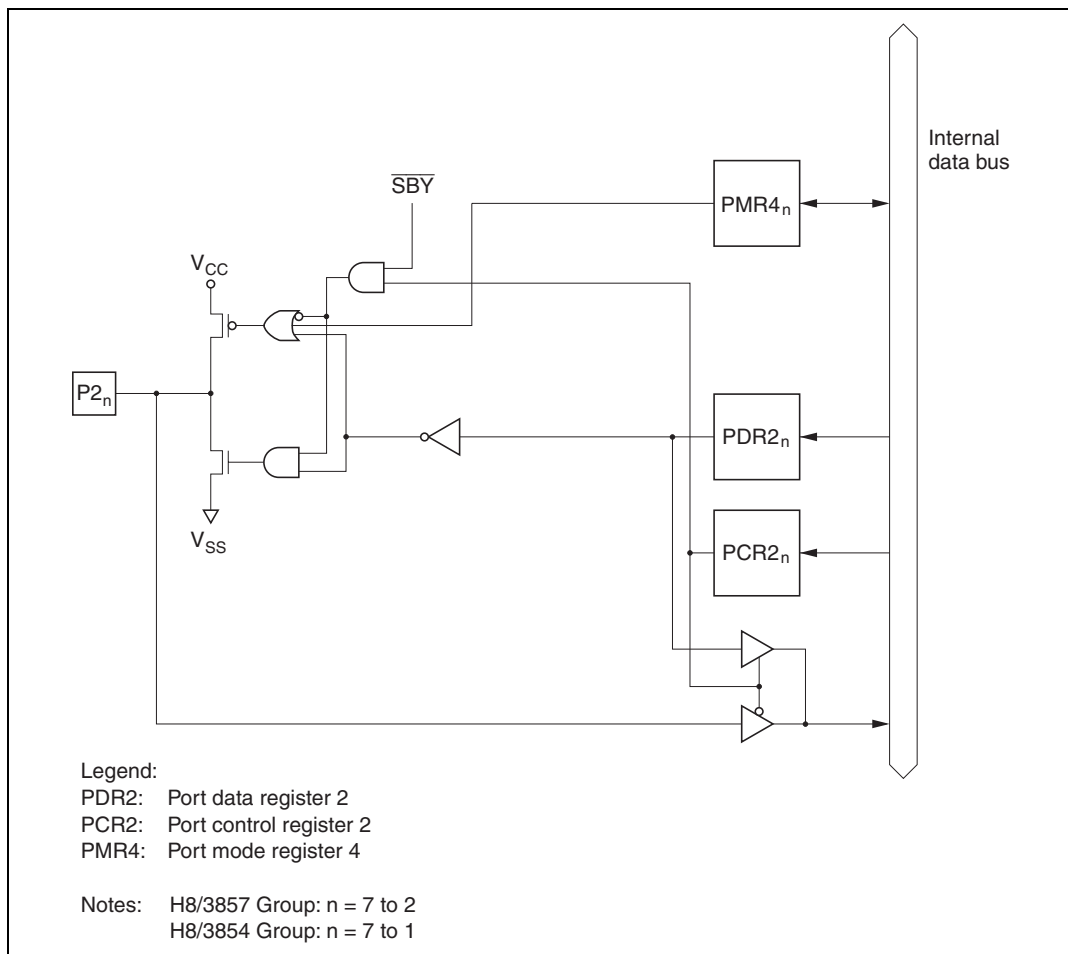 Internal
data bus
SBY
PMR4n
VCC
P2n
PDR2n
PCR2n
VSS
Legend:
PDR2: Port data register 2
PCR2: Port control register 2
PMR4: Port mode register 4
Notes: H8/3857 Group: n = 7 to 2
H8/3854 Group: n = 7 to 1